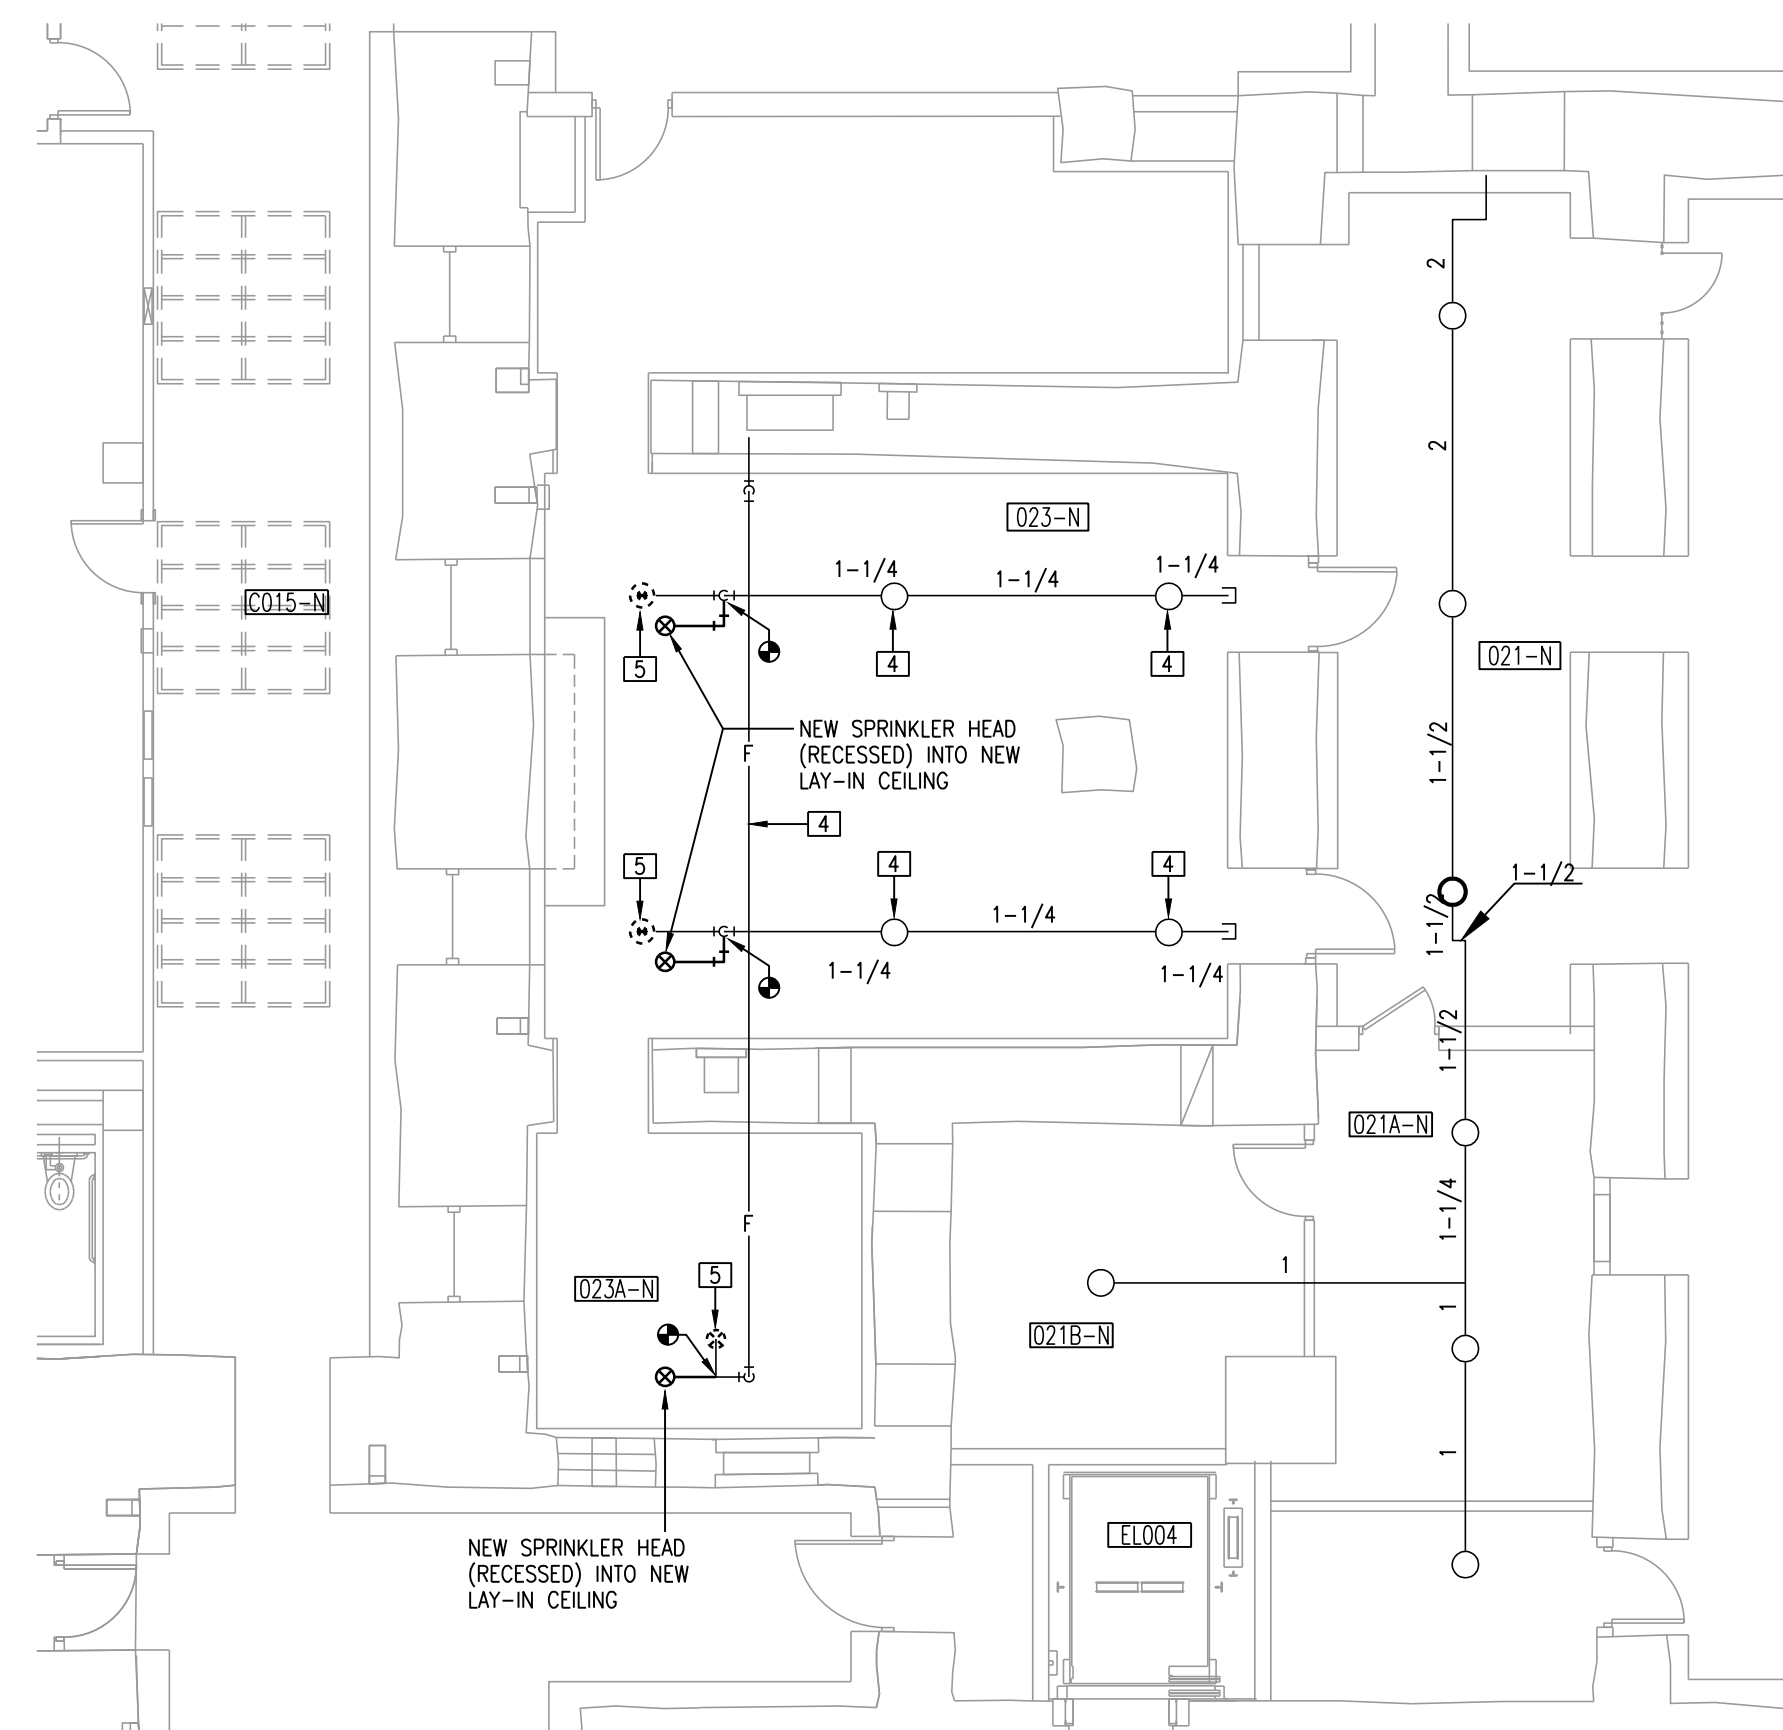 2
2
023-N
1-1/4
1-1/4
1-1/4
C015-N
5
4
4
021-N
NEW SPRINKLER HEAD
(RECESSED) INTO NEW
LAY-IN CEILING
F
1-1/2
4
5
4
4
1-1/2
1-1/4
1-1/2
1-1/4
1-1/4
1-1/2
021A-N
1-1/4
F
023A-N
5
1
1
021B-N
1
EL004
NEW SPRINKLER HEAD
(RECESSED) INTO NEW
LAY-IN CEILING